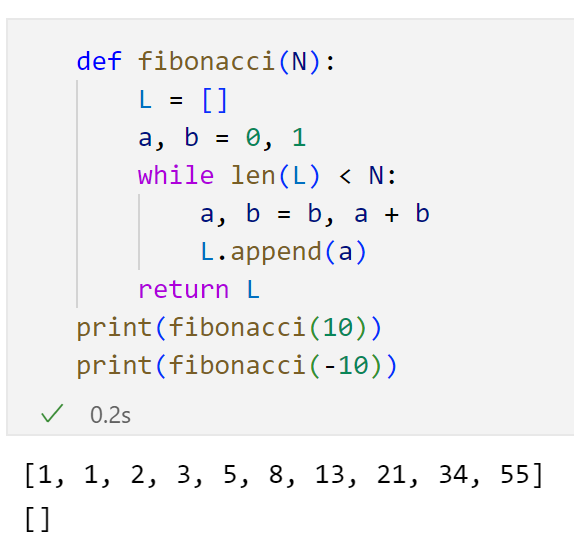 def fibonacci(N):
    L = []
    a, b = 0, 1
    while len(L) < N:
        a, b = b, a + b
        L.append(a)
    return L
print(fibonacci(10))
print(fibonacci(-10))
✓ 0.2s
[1, 1, 2, 3, 5, 8, 13, 21, 34, 55]
[]